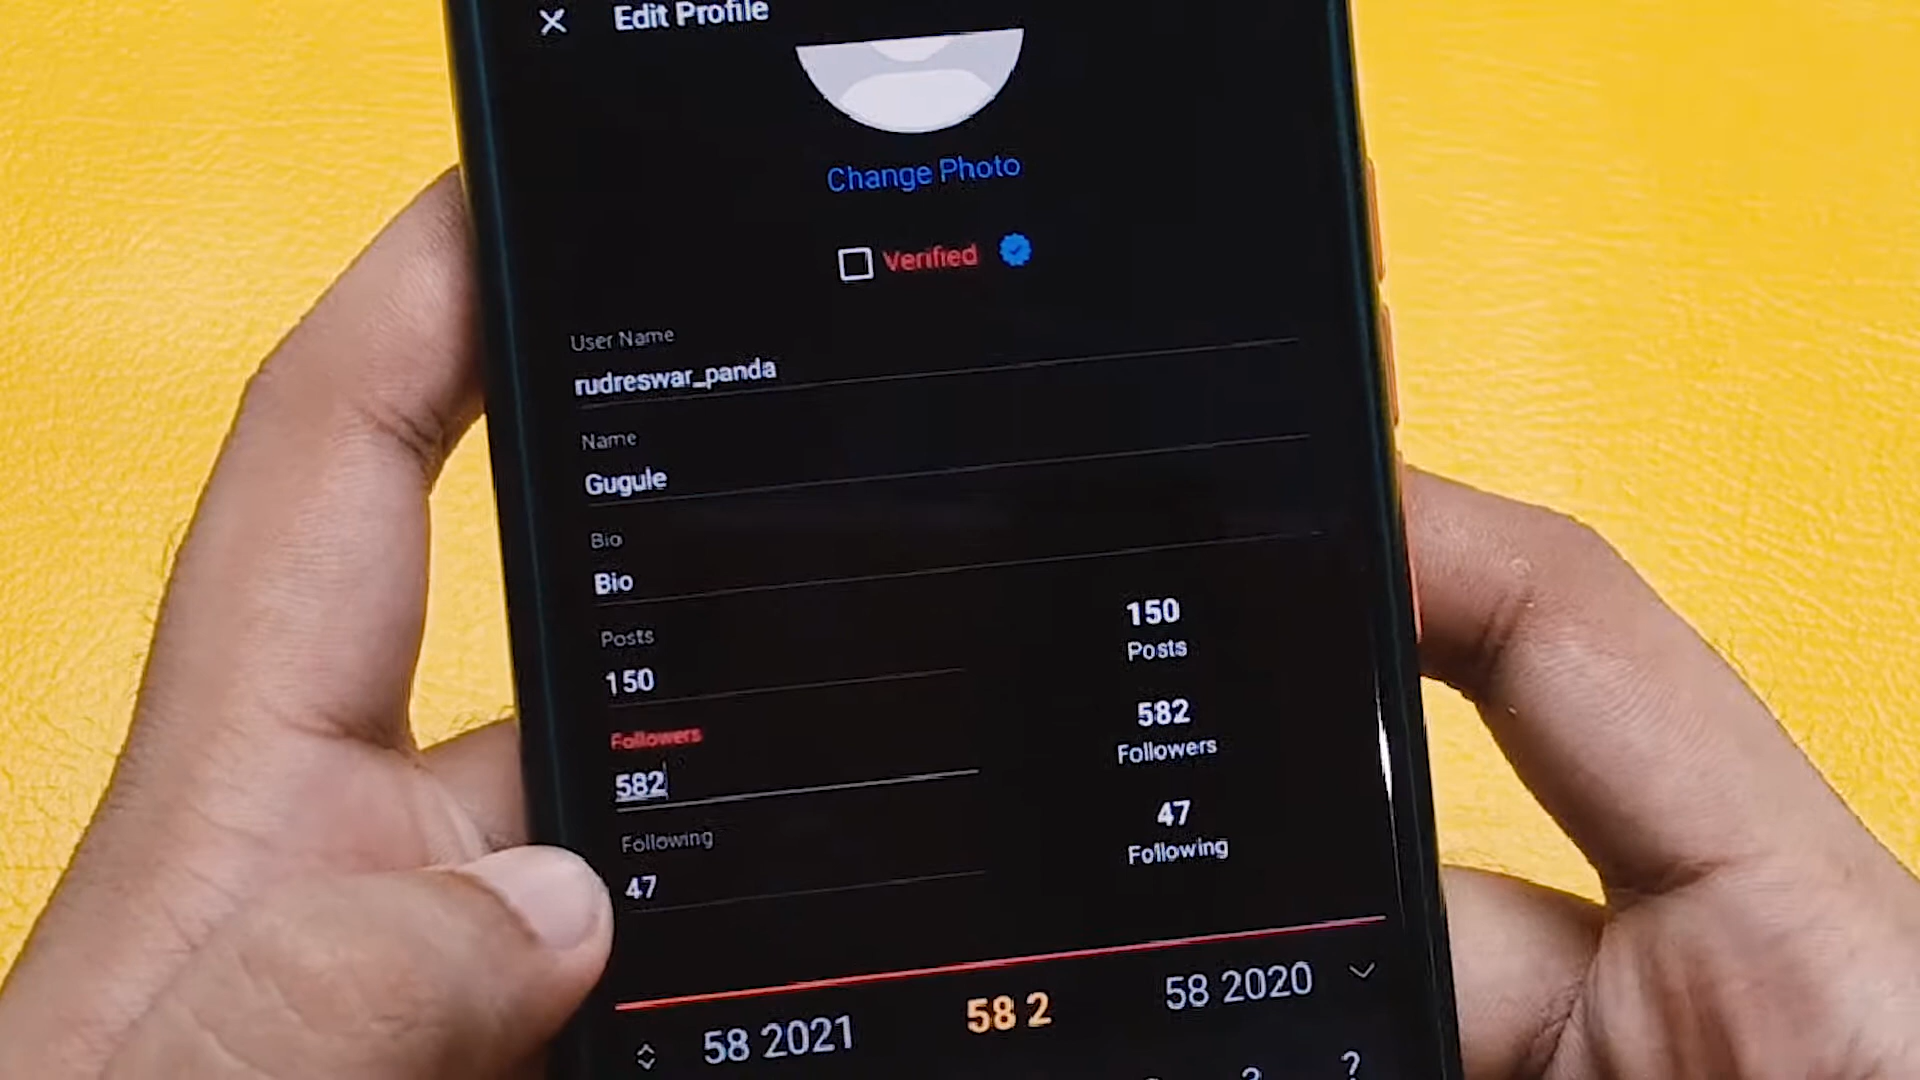 Edit Profile
Change Photo
Verified
User Name
rudreswar_panda
Name
Gugule
Bio
Bio
Posts
150
150
Posts
Followers
582
582
Followers
Following
47
47
Following
58 2021
58 2
58 2020
?